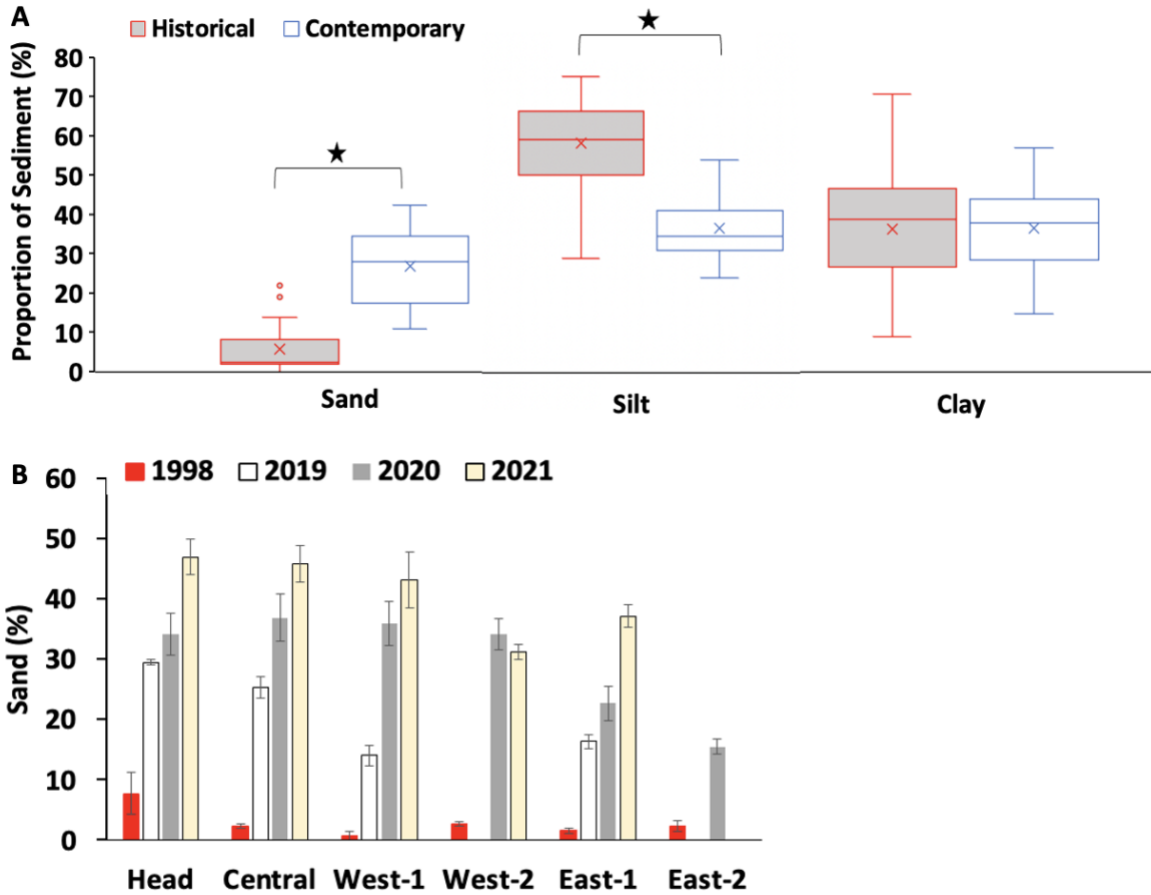 A
Historical Contemporary
Proportion of Sediment (%)
80
70
60
50
40
30
20
10
0
Sand Silt Clay
B
1998 2019 2020 2021
Sand (%)
60
50
40
30
20
10
0
Head Central West-1 West-2 East-1 East-2